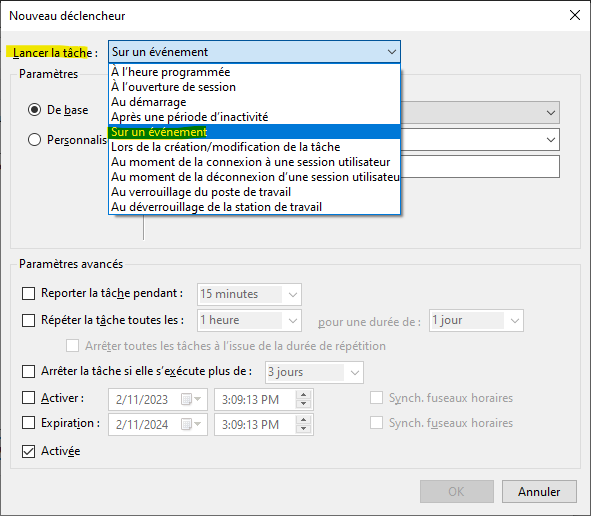 Nouveau déclencheur
Lancer la tâche :
Sur un événement
À l'heure programmée
À l'ouverture de session
Au démarrage
Après une période d'inactivité
Sur un événement
Lors de la création/modification de la tâche
Au moment de la connexion à une session utilisateur
Au moment de la déconnexion d'une session utilisateu
Au verrouillage du poste de travail
Au déverrouillage de la station de travail
Paramètres
De base
Personnalis
Paramètres avancés
Reporter la tâche pendant : 15 minutes
Répéter la tâche toutes les : 1 heure pour une durée de : 1 jour
Arrêter toutes les tâches à l'issue de la durée de répétition
Arrêter la tâche si elle s'exécute plus de : 3 jours
Activer : 2/11/2023 3:09:13 PM Synch. fuseaux horaires
Expiration : 2/11/2024 3:09:13 PM Synch. fuseaux horaires
Activée
OK Annuler